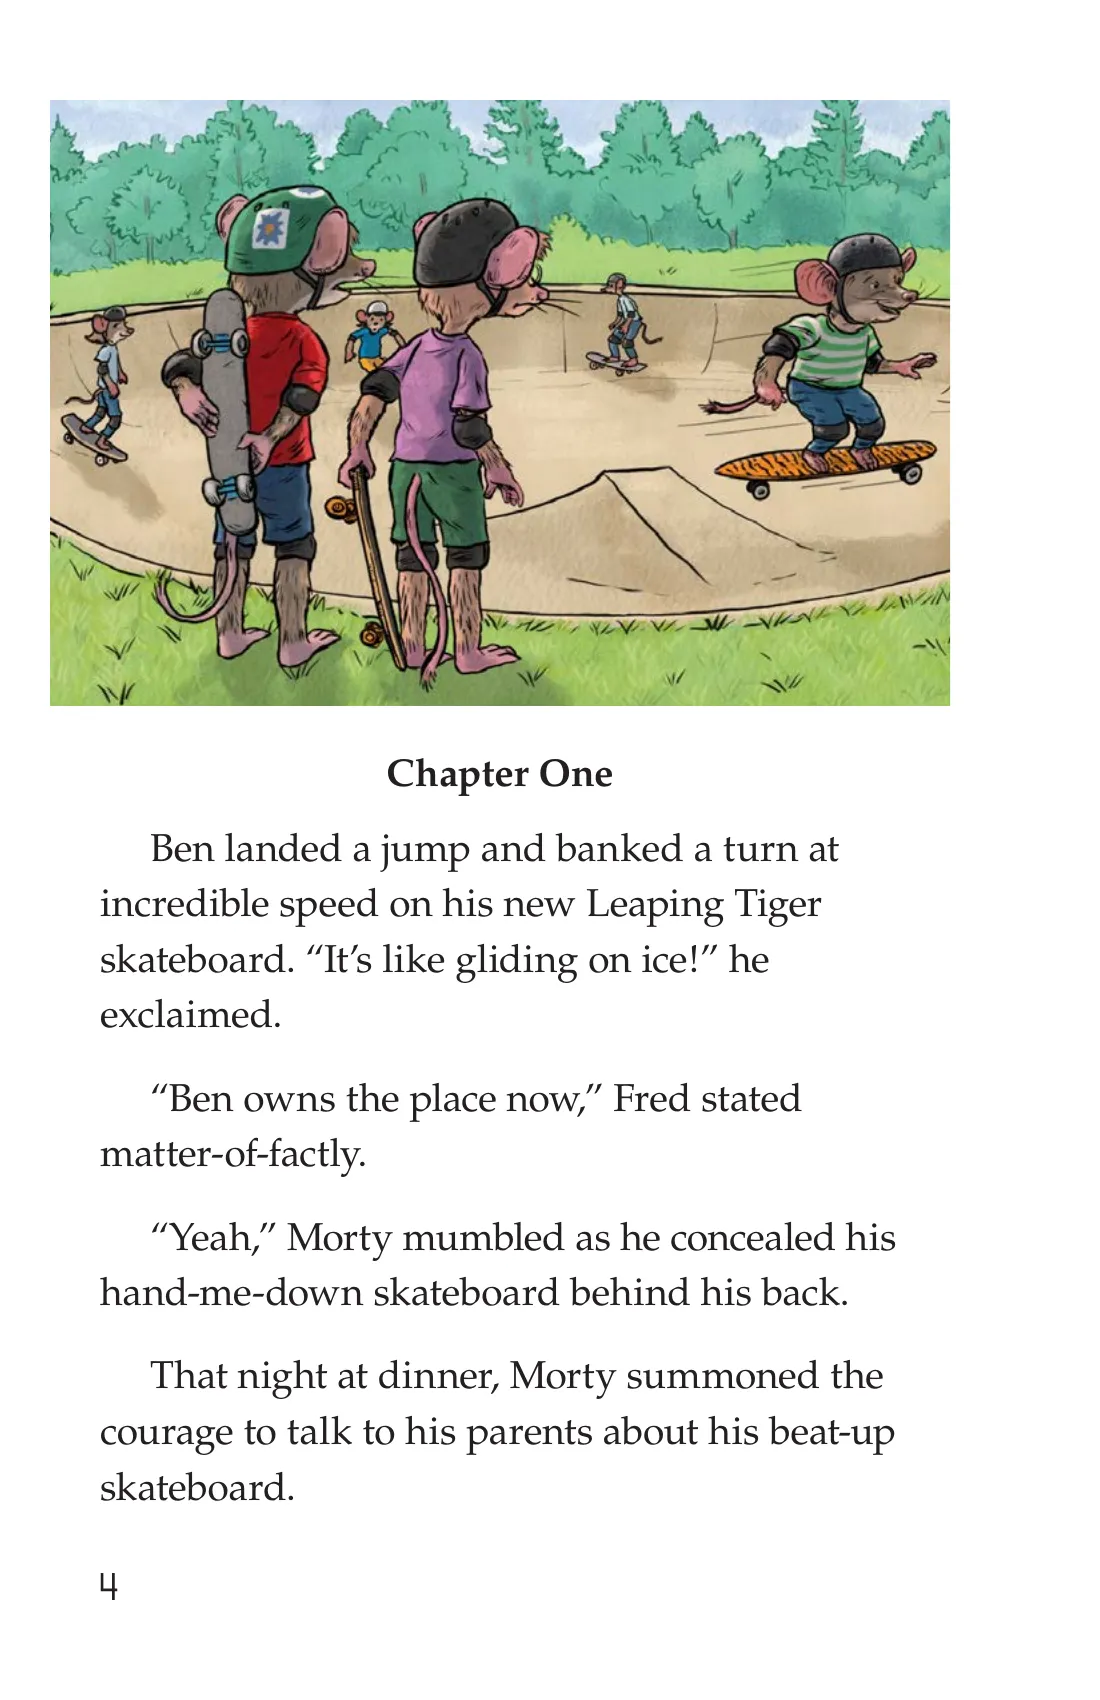 Chapter One
Ben landed a jump and banked a turn at
incredible speed on his new Leaping Tiger
skateboard. “It’s like gliding on ice!” he
exclaimed.
“Ben owns the place now,” Fred stated
matter-of-factly.
“Yeah,” Morty mumbled as he concealed his
hand-me-down skateboard behind his back.
That night at dinner, Morty summoned the
courage to talk to his parents about his beat-up
skateboard.
4